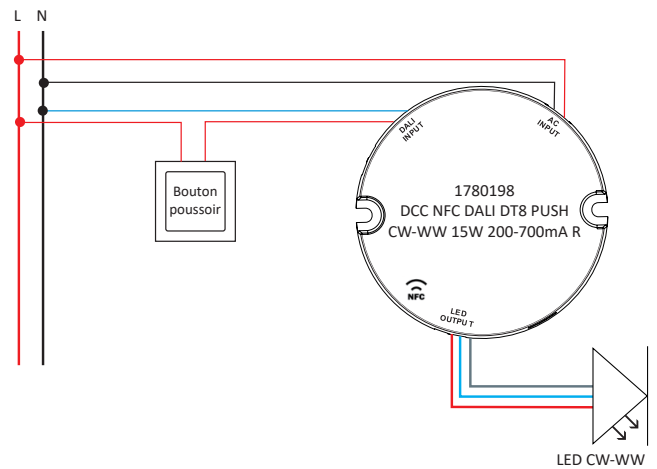 L N
DALI
INPUT
AC
INPUT
Bouton
poussoir
1780198
DCC NFC DALI DT8 PUSH
CW-WW 15W 200-700mA R
NFC
LED
OUTPUT
LED CW-WW